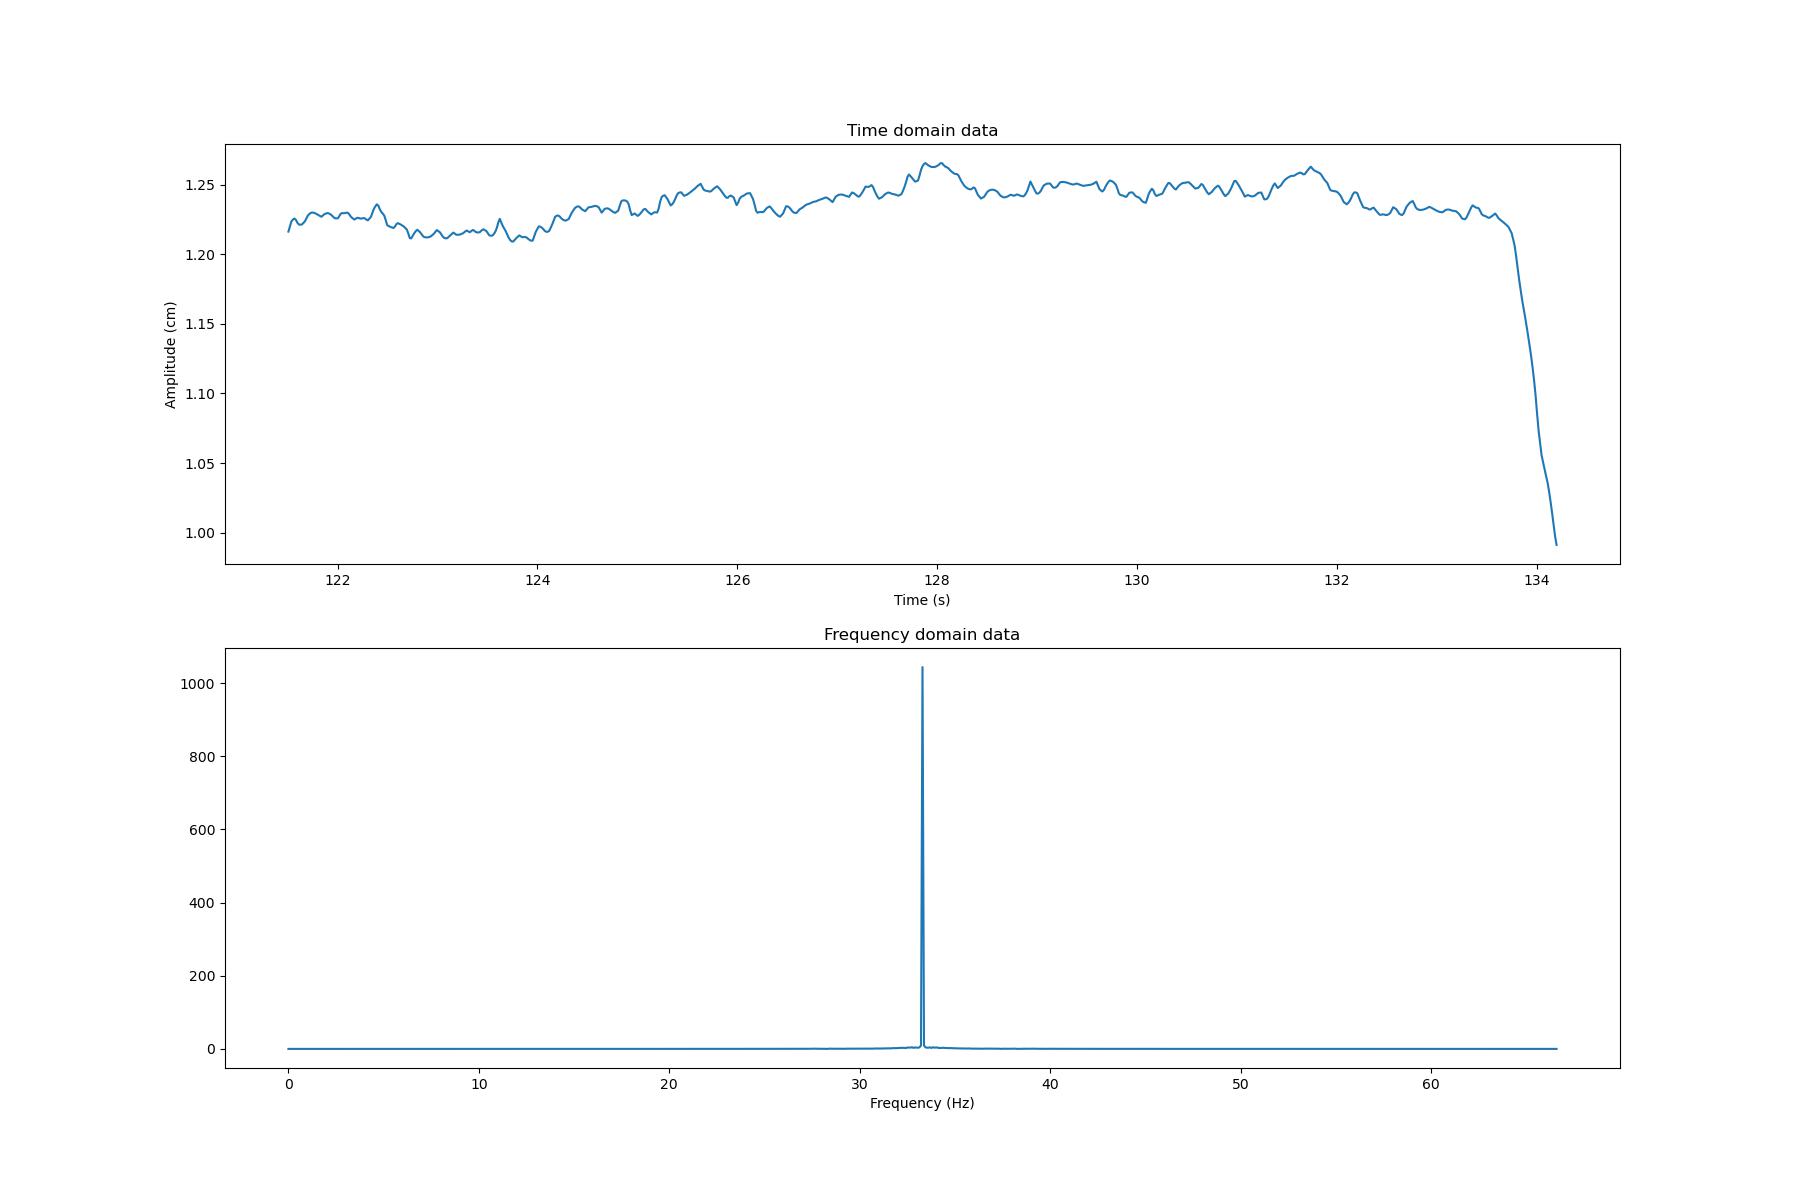 Time domain data
Amplitude (cm)
1.25
1.20
1.15
1.10
1.05
1.00
122 124 126 128 130 132 134
Time (s)
Frequency domain data
1000
800
600
400
200
0
0 10 20 30 40 50 60
Frequency (Hz)